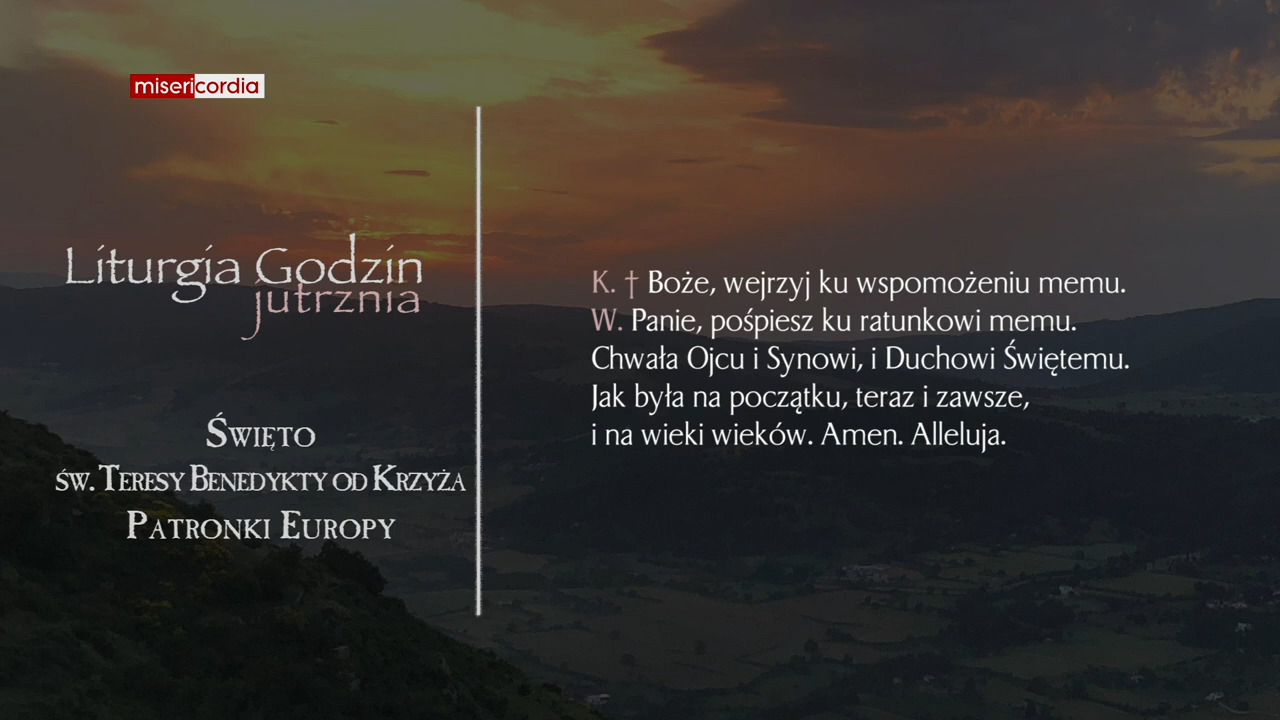 misericordia
Liturgia Godzin
jutrznia
Święto
św. Teresy Benedykty od Krzyża
Patronki Europy
K. † Boże, wejrzyj ku wspomożeniu memu.
W. Panie, pośpiesz ku ratunkowi memu.
Chwała Ojcu i Synowi, i Duchowi Świętemu.
Jak była na początku, teraz i zawsze,
i na wieki wieków. Amen. Alleluja.